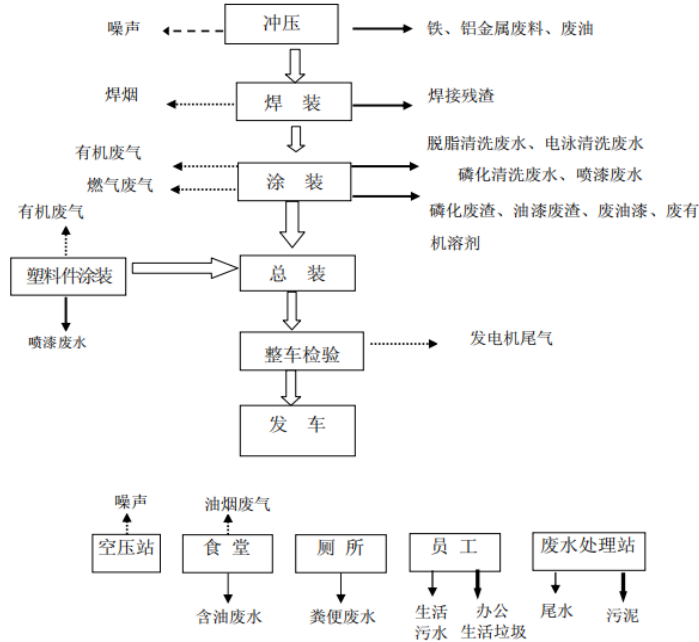 噪声
冲压
铁、铝金属废料、废油
焊烟
焊 装
焊接残渣
有机废气
燃气废气
涂 装
脱脂清洗废水、电泳清洗废水
磷化清洗废水、喷漆废水
磷化废渣、油漆废渣、废油漆、废有
机溶剂
有机废气
塑料件涂装
总 装
喷漆废水
整车检验
发电机尾气
发 车
噪声
油烟废气
空压站
食 堂
厕 所
员 工
废水处理站
含油废水
粪便废水
生活
污水
办公
生活垃圾
尾水
污泥